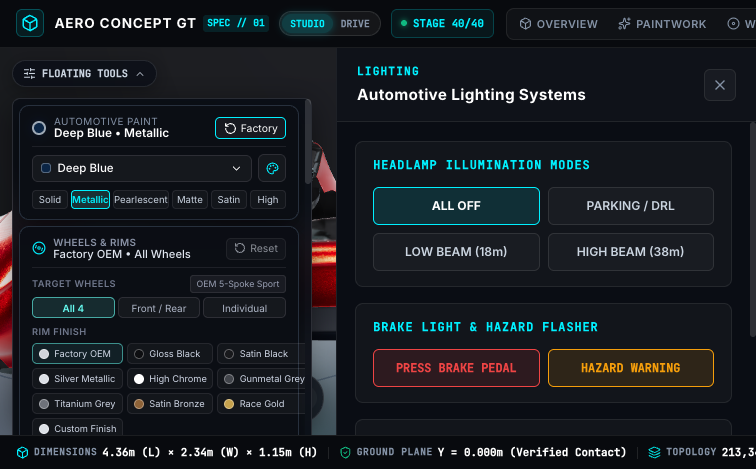 AERO CONCEPT GT SPEC // 01 STUDIO DRIVE STAGE 40/40 OVERVIEW PAINTWORK W
FLOATING TOOLS
AUTOMOTIVE PAINT
Deep Blue • Metallic
Factory
Deep Blue
Solid Metallic Pearlescent Matte Satin High
WHEELS & RIMS
Factory OEM • All Wheels
Reset
TARGET WHEELS OEM 5-Spoke Sport
All 4 Front / Rear Individual
RIM FINISH
Factory OEM Gloss Black Satin Black
Silver Metallic High Chrome Gunmetal Grey
Titanium Grey Satin Bronze Race Gold
Custom Finish
LIGHTING
Automotive Lighting Systems
HEADLAMP ILLUMINATION MODES
ALL OFF PARKING / DRL
LOW BEAM (18m) HIGH BEAM (38m)
BRAKE LIGHT & HAZARD FLASHER
PRESS BRAKE PEDAL HAZARD WARNING
DIMENSIONS 4.36m (L) × 2.34m (W) × 1.15m (H) GROUND PLANE Y = 0.000m (Verified Contact) TOPOLOGY 213,3